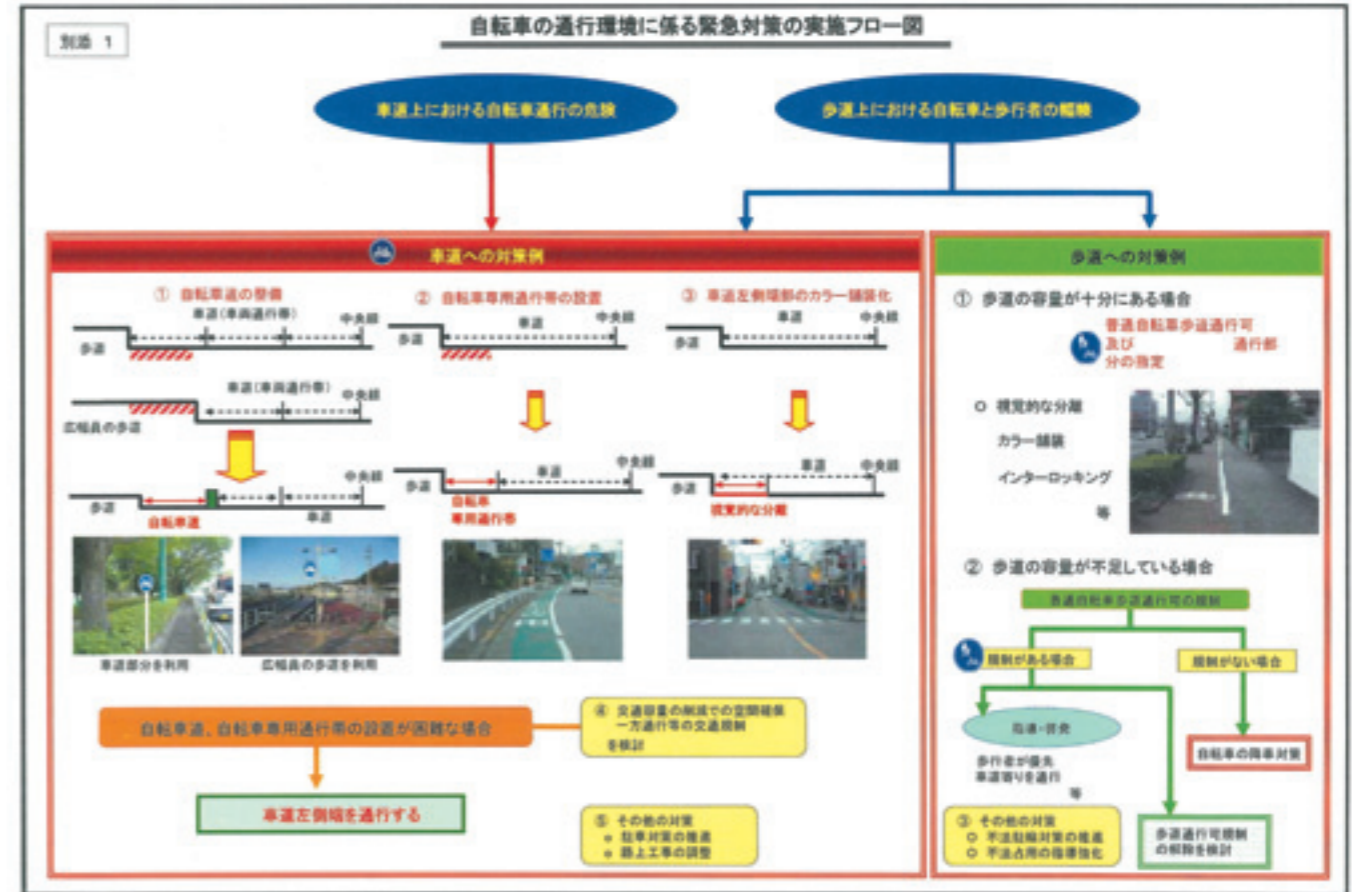 別添 1
自転車の通行環境に係る緊急対策の実施フロー図
車道上における自転車通行の危険
歩道上における自転車と歩行者の輻輳
車道への対策例
① 自転車道の整備
車道(車両通行帯)
中央線
歩道
車道(車両通行帯)
中央線
広幅員の歩道
中央線
歩道
自転車道
車道
車道部分を利用
広幅員の歩道を利用
② 自転車専用通行帯の設置
車道
中央線
歩道
車道
中央線
歩道
自転車
専用通行帯
③ 車道左側端部のカラー舗装化
車道
中央線
歩道
車道
中央線
歩道
視覚的な分離
自転車道、自転車専用通行帯の設置が困難な場合
車道左側端を通行する
④ 交通容量の削減での空間確保
一方通行等の交通規制
を検討
⑤ その他の対策
駐車対策の推進
路上工事の調整
歩道への対策例
① 歩道の容量が十分にある場合
普通自転車歩道通行可
及び 通行部
分の指定
○ 視覚的な分離
カラー舗装
インターロッキング
等
② 歩道の容量が不足している場合
普通自転車歩道通行可の規制
規制がある場合
規制がない場合
指導・啓発
歩行者が優先
車道寄りを通行
等
自転車の降車対策
③ その他の対策
○ 不法駐輪対策の推進
○ 不法占用の指導強化
歩道通行可規制
の解除を検討